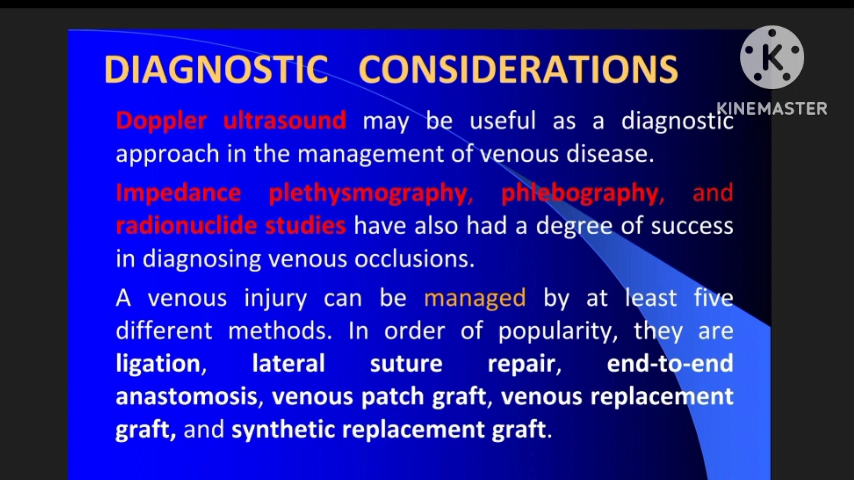 DIAGNOSTIC CONSIDERATIONS
K
KINEMASTER
Doppler ultrasound may be useful as a diagnostic
approach in the management of venous disease.
Impedance plethysmography, phlebography, and
radionuclide studies have also had a degree of success
in diagnosing venous occlusions.
A venous injury can be managed by at least five
different methods. In order of popularity, they are
ligation, lateral suture repair, end-to-end
anastomosis, venous patch graft, venous replacement
graft, and synthetic replacement graft.